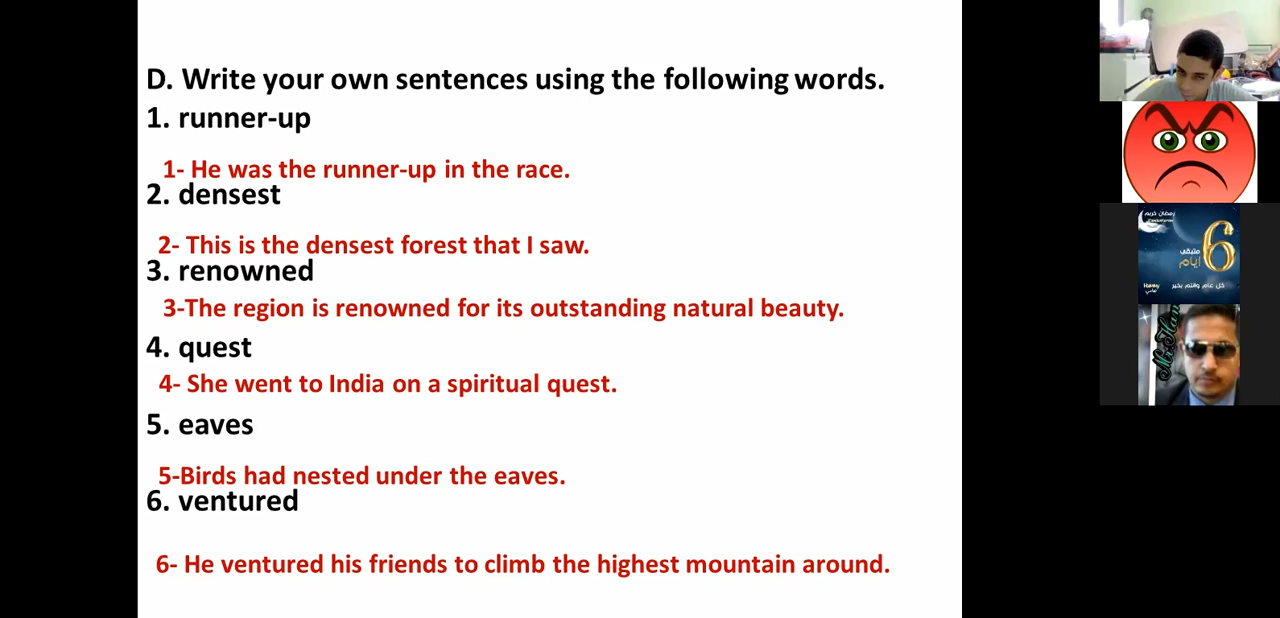 D. Write your own sentences using the following words.
1. runner-up
1- He was the runner-up in the race.
2. densest
2- This is the densest forest that I saw.
3. renowned
3-The region is renowned for its outstanding natural beauty.
4. quest
4- She went to India on a spiritual quest.
5. eaves
5-Birds had nested under the eaves.
6. ventured
6- He ventured his friends to climb the highest mountain around.
رمضان كريم
6
متبقي
أيام
كل عام وانتم بخير
Mr.Ham